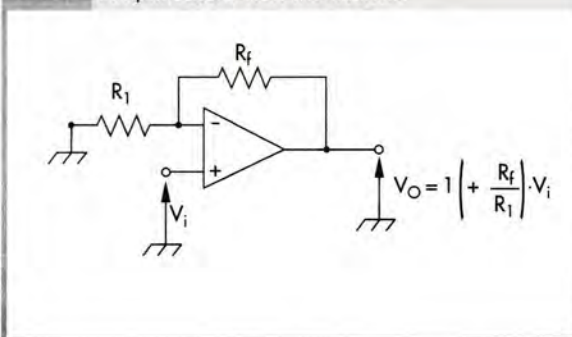 Rf
R1
-
+
Vi
VO = 1 ( + Rf / R1 ) · Vi